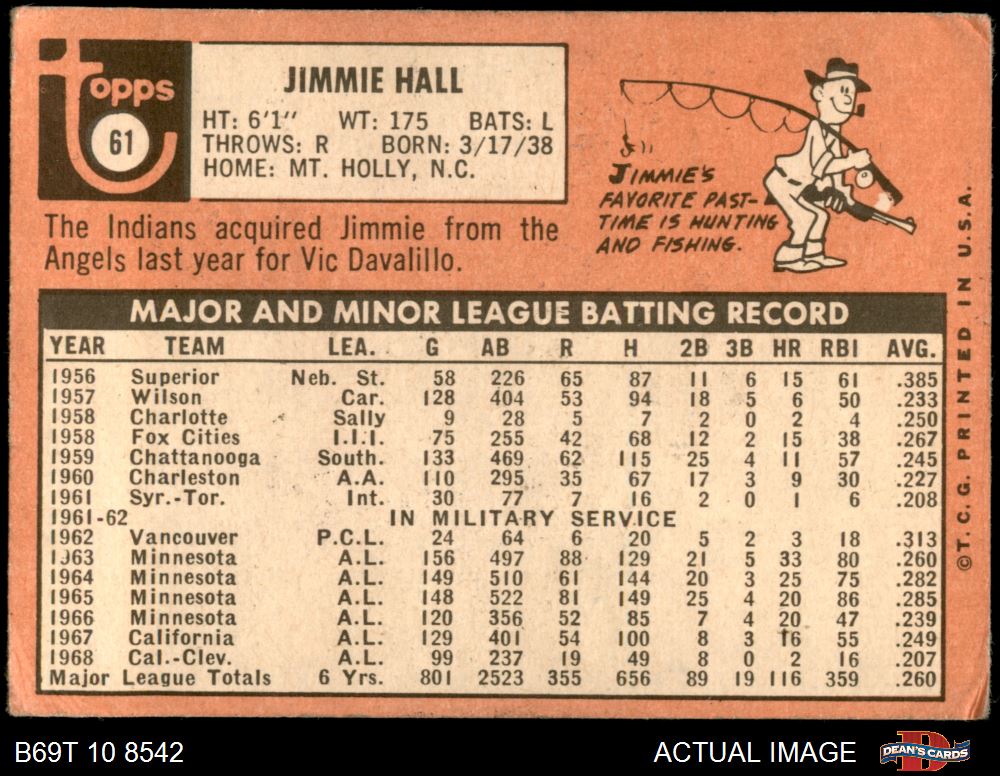 topps
61
JIMMIE HALL
HT: 6'1" WT: 175 BATS: L
THROWS: R BORN: 3/17/38
HOME: MT. HOLLY, N.C.
The Indians acquired Jimmie from the
Angels last year for Vic Davalillo.
JIMMIE'S
FAVORITE PAST-
TIME IS HUNTING
AND FISHING.
MAJOR AND MINOR LEAGUE BATTING RECORD
YEAR TEAM LEA. G AB R H 2B 3B HR RBI AVG.
1956 Superior Neb. St. 58 226 65 87 11 6 15 61 .385
1957 Wilson Car. 128 404 53 94 18 5 6 50 .233
1958 Charlotte Sally 9 28 5 7 2 0 2 4 .250
1958 Fox Cities I.I.I. 75 255 42 68 12 2 15 38 .267
1959 Chattanooga South. 133 469 62 115 25 4 11 57 .245
1960 Charleston A.A. 110 295 35 67 17 3 9 30 .227
1961 Syr.-Tor. Int. 30 77 7 16 2 0 1 6 .208
1961-62 IN MILITARY SERVICE
1962 Vancouver P.C.L. 24 64 6 20 5 2 3 18 .313
1963 Minnesota A.L. 156 497 88 129 21 5 33 80 .260
1964 Minnesota A.L. 149 510 61 144 20 3 25 75 .282
1965 Minnesota A.L. 148 522 81 149 25 4 20 86 .285
1966 Minnesota A.L. 120 356 52 85 7 4 20 47 .239
1967 California A.L. 129 401 54 100 8 3 16 55 .249
1968 Cal.-Clev. A.L. 99 237 19 49 8 0 2 16 .207
Major League Totals 6 Yrs. 801 2523 355 656 89 19 116 359 .260
©T.C.G. PRINTED IN U.S.A.
B69T 10 8542
ACTUAL IMAGE
DEAN'S CARDS